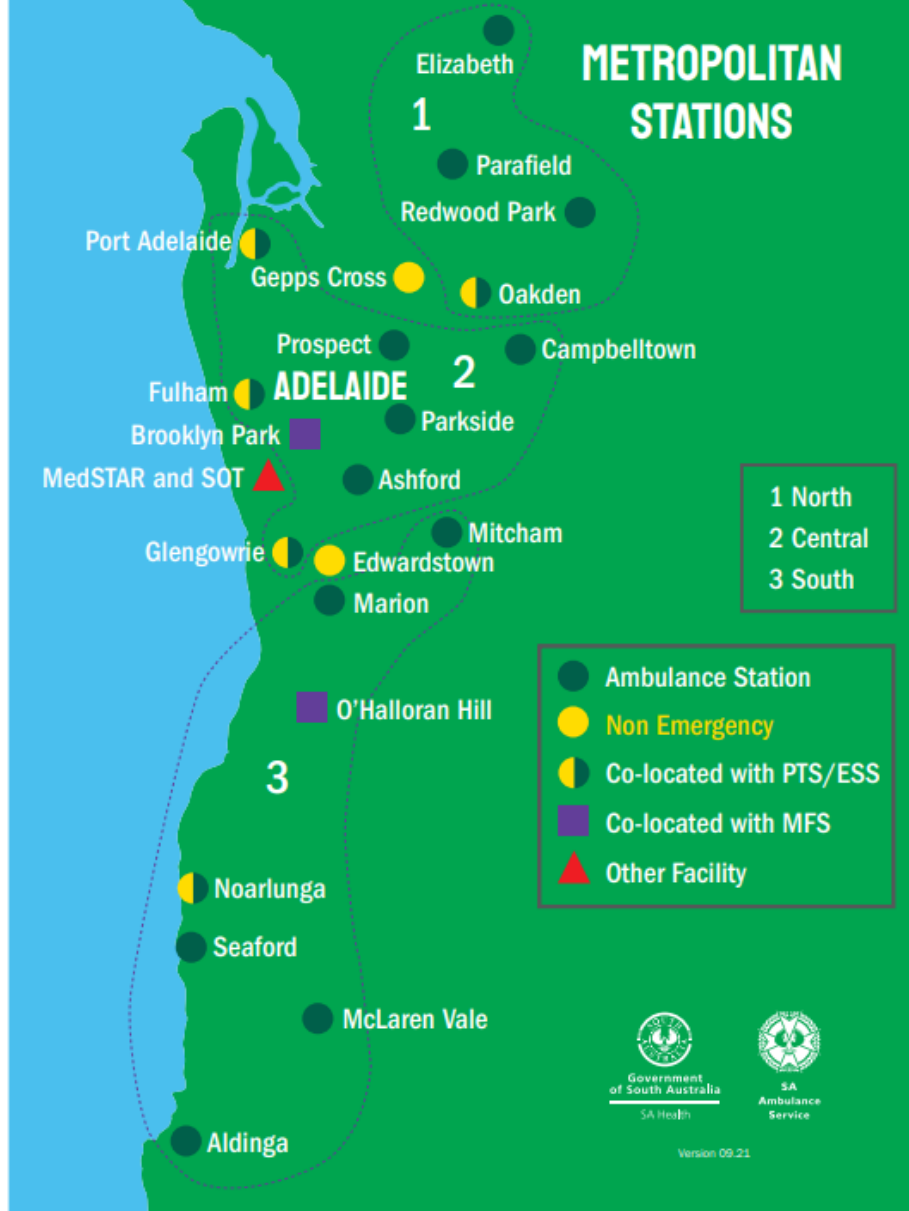 METROPOLITAN
STATIONS
Elizabeth
1
Parafield
Redwood Park
Port Adelaide
Gepps Cross
Oakden
Prospect
Campbelltown
2
ADELAIDE
Fulham
Parkside
Brooklyn Park
MedSTAR and SOT
Ashford
Mitcham
Glengowrie
Edwardstown
Marion
O'Halloran Hill
3
Noarlunga
Seaford
McLaren Vale
Aldinga
1 North
2 Central
3 South
Ambulance Station
Non Emergency
Co-located with PTS/ESS
Co-located with MFS
Other Facility
SOUTH
AUSTRALIA
Government
of South Australia
SA Health
SA
Ambulance
Service
Version 09.21